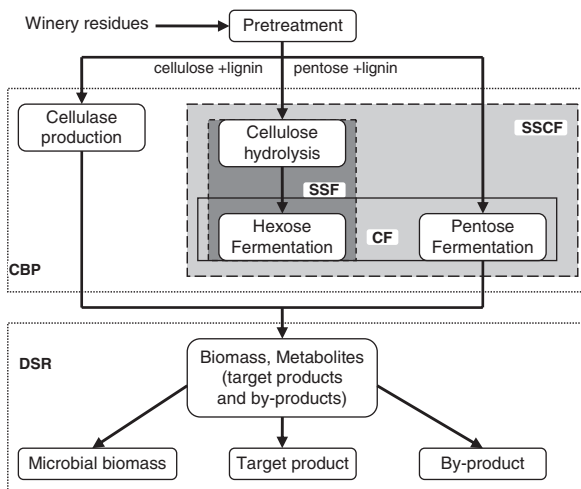 Winery residues
Pretreatment
cellulose +lignin
pentose +lignin
Cellulase
production
Cellulose
hydrolysis
SSCF
SSF
Hexose
Fermentation
CF
Pentose
Fermentation
CBP
DSR
Biomass, Metabolites
(target products
and by-products)
Microbial biomass
Target product
By-product